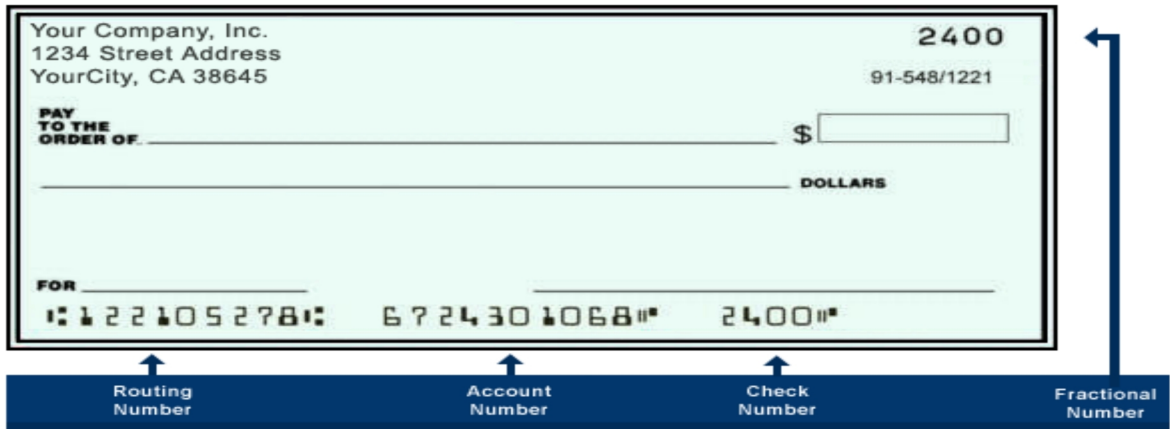 Your Company, Inc.
1234 Street Address
YourCity, CA 38645
2400
91-548/1221
PAY
TO THE
ORDER OF
$
DOLLARS
FOR
⑆122105278⑆ 6724301068⑈ 2400⑈
Routing
Number
Account
Number
Check
Number
Fractional
Number